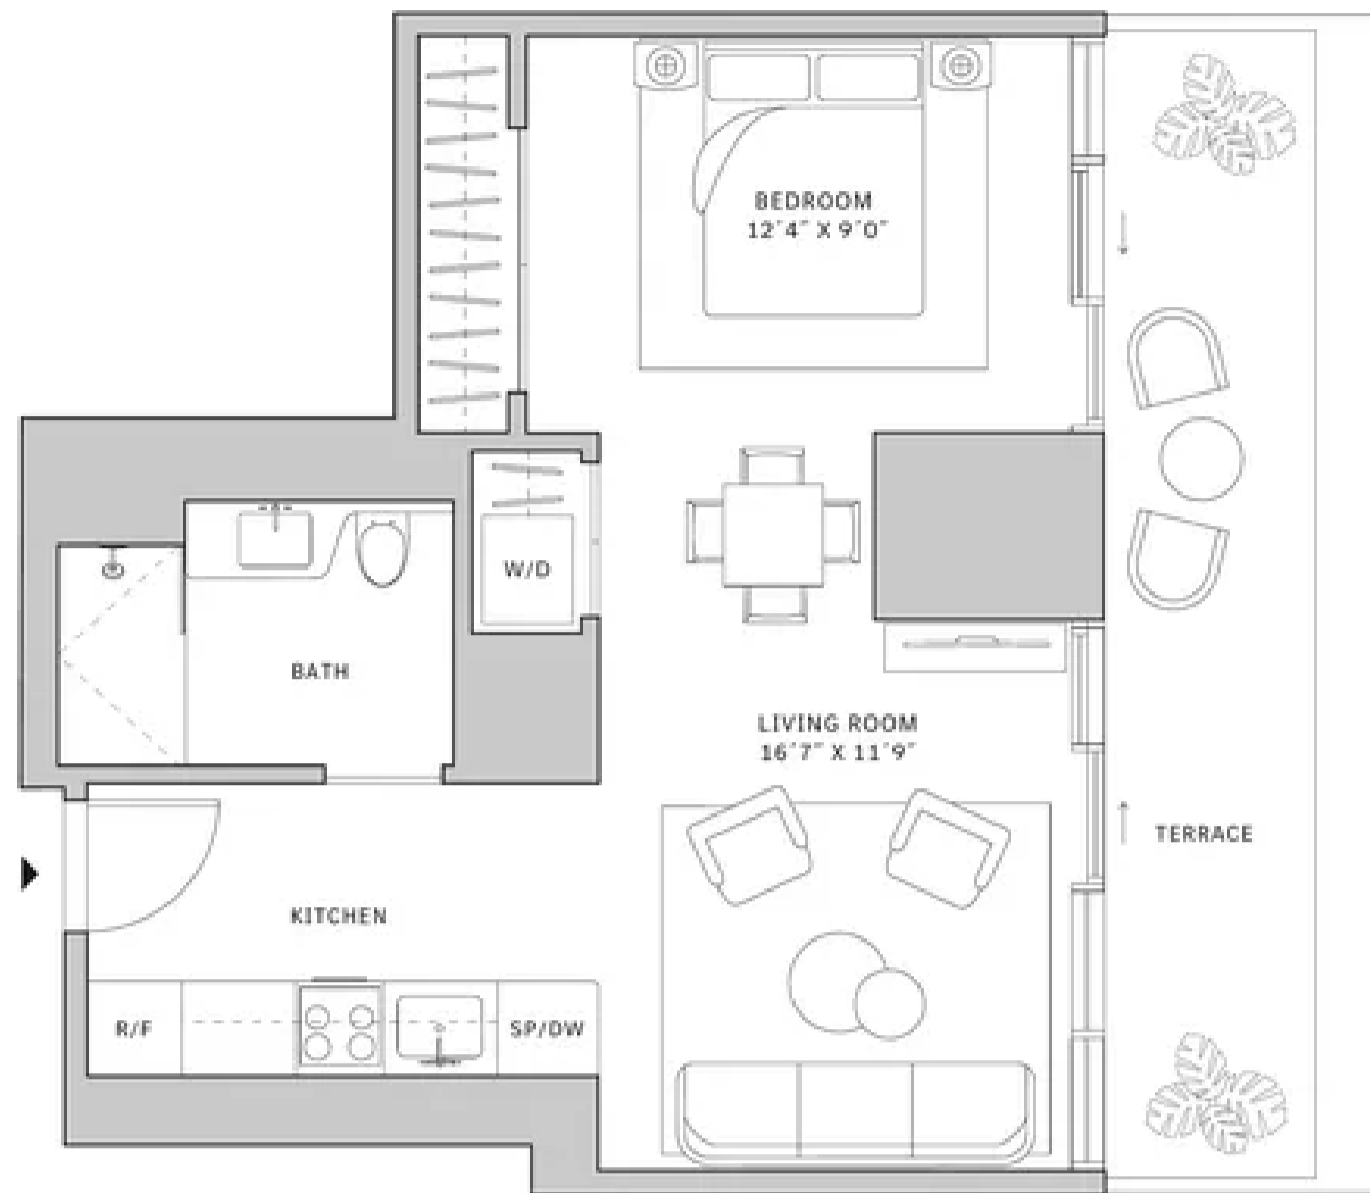 BEDROOM
12´4˝ X 9´0˝
W/D
BATH
LIVING ROOM
16´7˝ X 11´9˝
TERRACE
KITCHEN
R/F
SP/DW